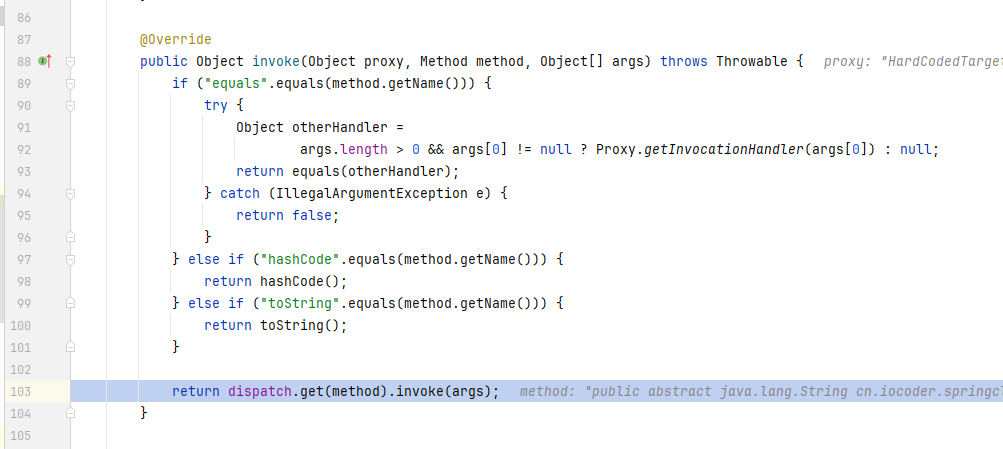 86
87 @Override
88 public Object invoke(Object proxy, Method method, Object[] args) throws Throwable { proxy: "HardCodedTarget
89 if ("equals".equals(method.getName())) {
90 try {
91 Object otherHandler =
92 args.length > 0 && args[0] != null ? Proxy.getInvocationHandler(args[0]) : null;
93 return equals(otherHandler);
94 } catch (IllegalArgumentException e) {
95 return false;
96 }
97 } else if ("hashCode".equals(method.getName())) {
98 return hashCode();
99 } else if ("toString".equals(method.getName())) {
100 return toString();
101 }
102
103 return dispatch.get(method).invoke(args); method: "public abstract java.lang.String cn.iocoder.springcl
104 }
105